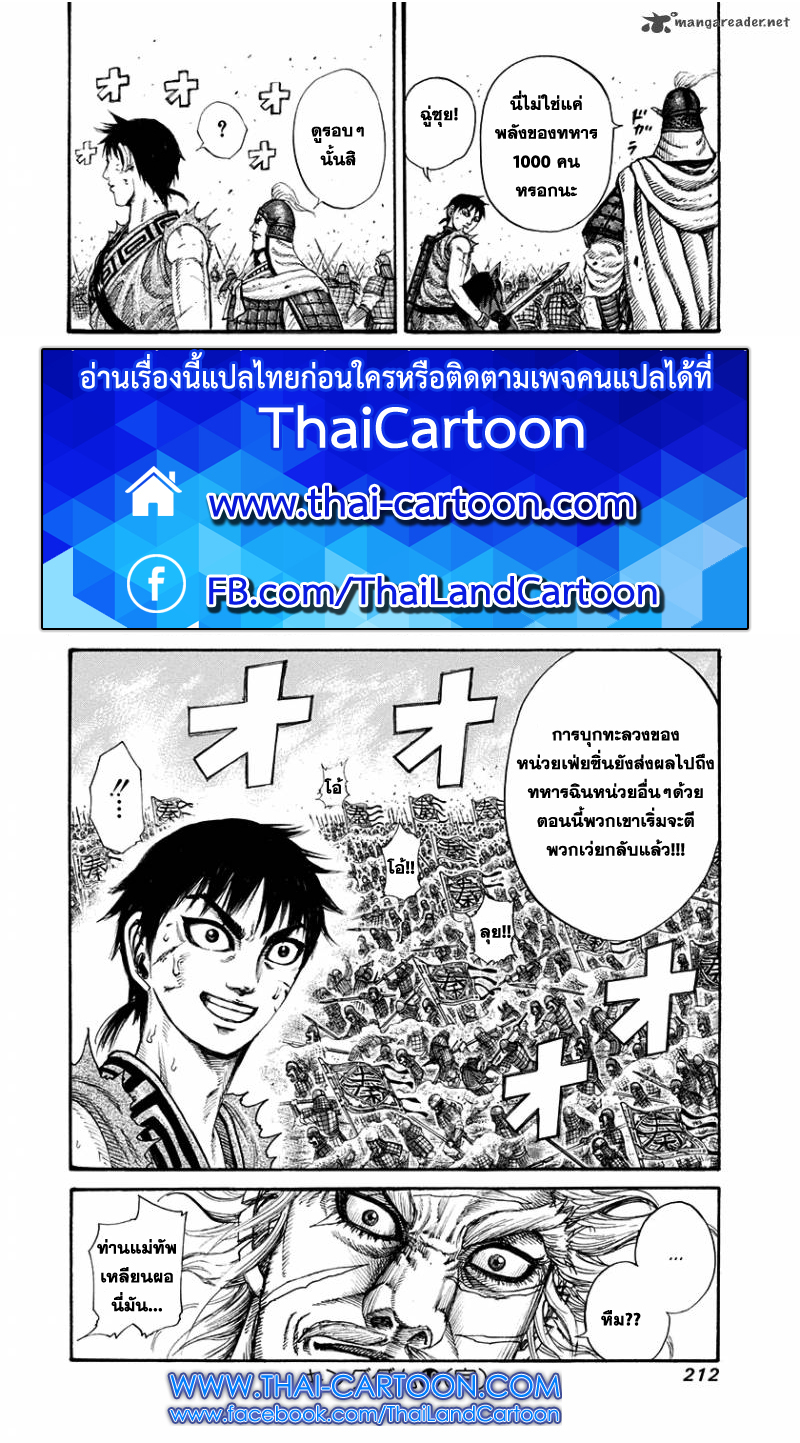 mangareader.net
นี่ไม่ใช่แค่
พลังของทหาร
1000 คน
หรอกนะ
ฉู่ซุย!
ドガガ
ดูรอบๆ
นั้นสิ
?
オ オ オ
オ オ
อ่านเรื่องนี้แปลไทยก่อนใครหรือติดตามเพจคนแปลได้ที่
ThaiCartoon
www.thai-cartoon.com
f FB.com/ThaiLandCartoon
การบุกทะลวงของ
หน่วยเฟ่ยซิ่นยังส่งผลไปถึง
ทหารฉินหน่วยอื่นๆด้วย
ตอนนี้พวกเขาเริ่มจะตี
พวกเว่ยกลับแล้ว!!!
オ オ
オ オ
โอ้
โอ้!!
ลุย!!
...!!
秦
...
หืม??
ท่านแม่ทัพ
เหลียนผอ
นี่มัน...
212
WWW.THAI-CARTOON.COM
www.facebook.com/ThaiLandCartoon